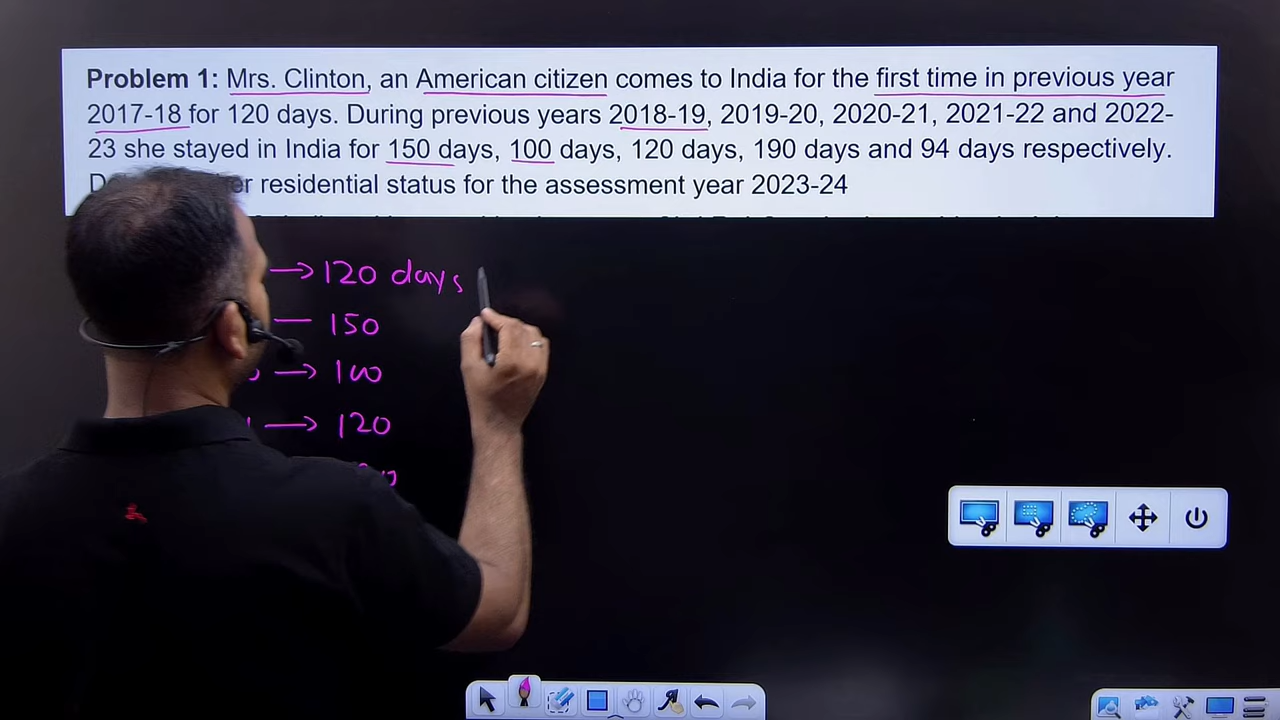 Problem 1: Mrs. Clinton, an American citizen comes to India for the first time in previous year
2017-18 for 120 days. During previous years 2018-19, 2019-20, 2020-21, 2021-22 and 2022-
23 she stayed in India for 150 days, 100 days, 120 days, 190 days and 94 days respectively.
residential status for the assessment year 2023-24
→ 120 days
— 150
→ 100
→ 120